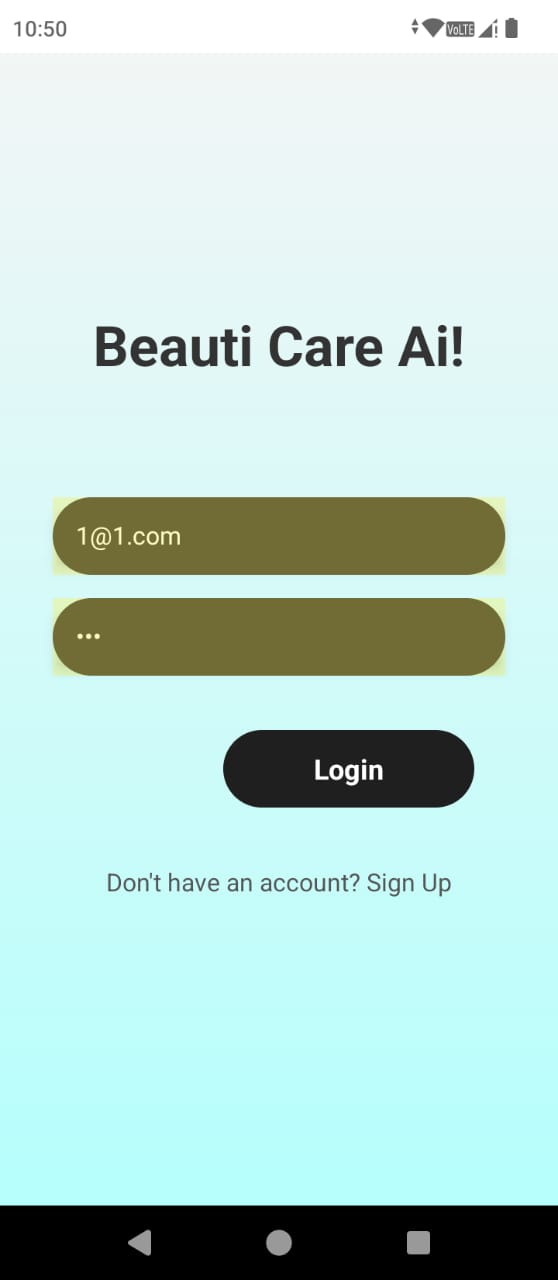 10:50
VoLTE
Beauti Care Ai!
1@1.com
•••
Login
Don't have an account? Sign Up